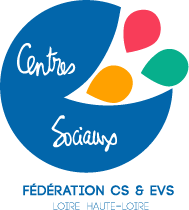 Centres
Sociaux
FÉDÉRATION CS & EVS
LOIRE HAUTE-LOIRE